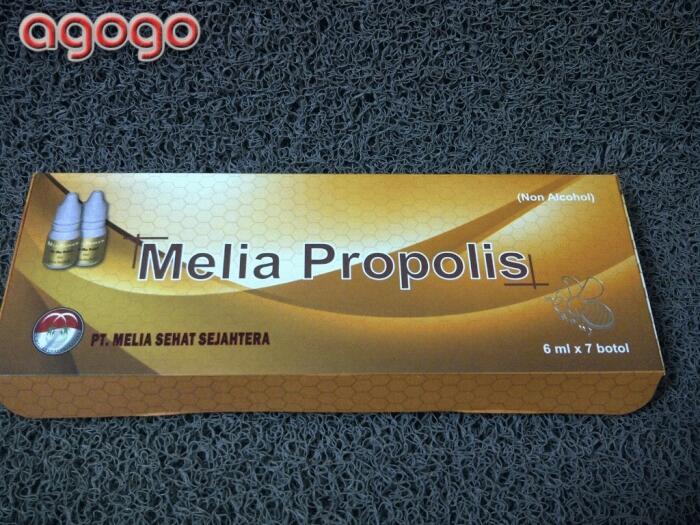 agogo
(Non Alcohol)
Melia Propolis
PT. MELIA SEHAT SEJAHTERA
6 ml x 7 botol